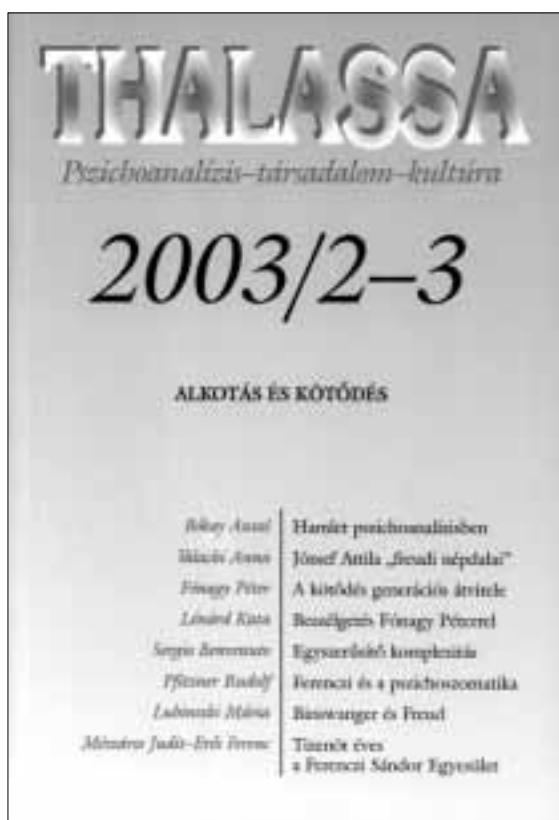 THALASSA
Pszichoanalízis–társadalom–kultúra
2003/2–3
ALKOTÁS ÉS KÖTŐDÉS
Bókay Antal Hamlet pszichoanalízisben
Valachi Anna József Attila „freudi népdalai”
Fónagy Péter A kötődés generációs átvitele
Lénárd Kata Beszélgetés Fónagy Péterrel
Sergio Benvenuto Egyszerűsítő komplexitás
Pfitzner Rudolf Ferenczi és a pszichoszomatika
Lubinszki Mária Binswanger és Freud
Mészáros Judit–Erős Ferenc Tizenöt éves
a Ferenczi Sándor Egyesület